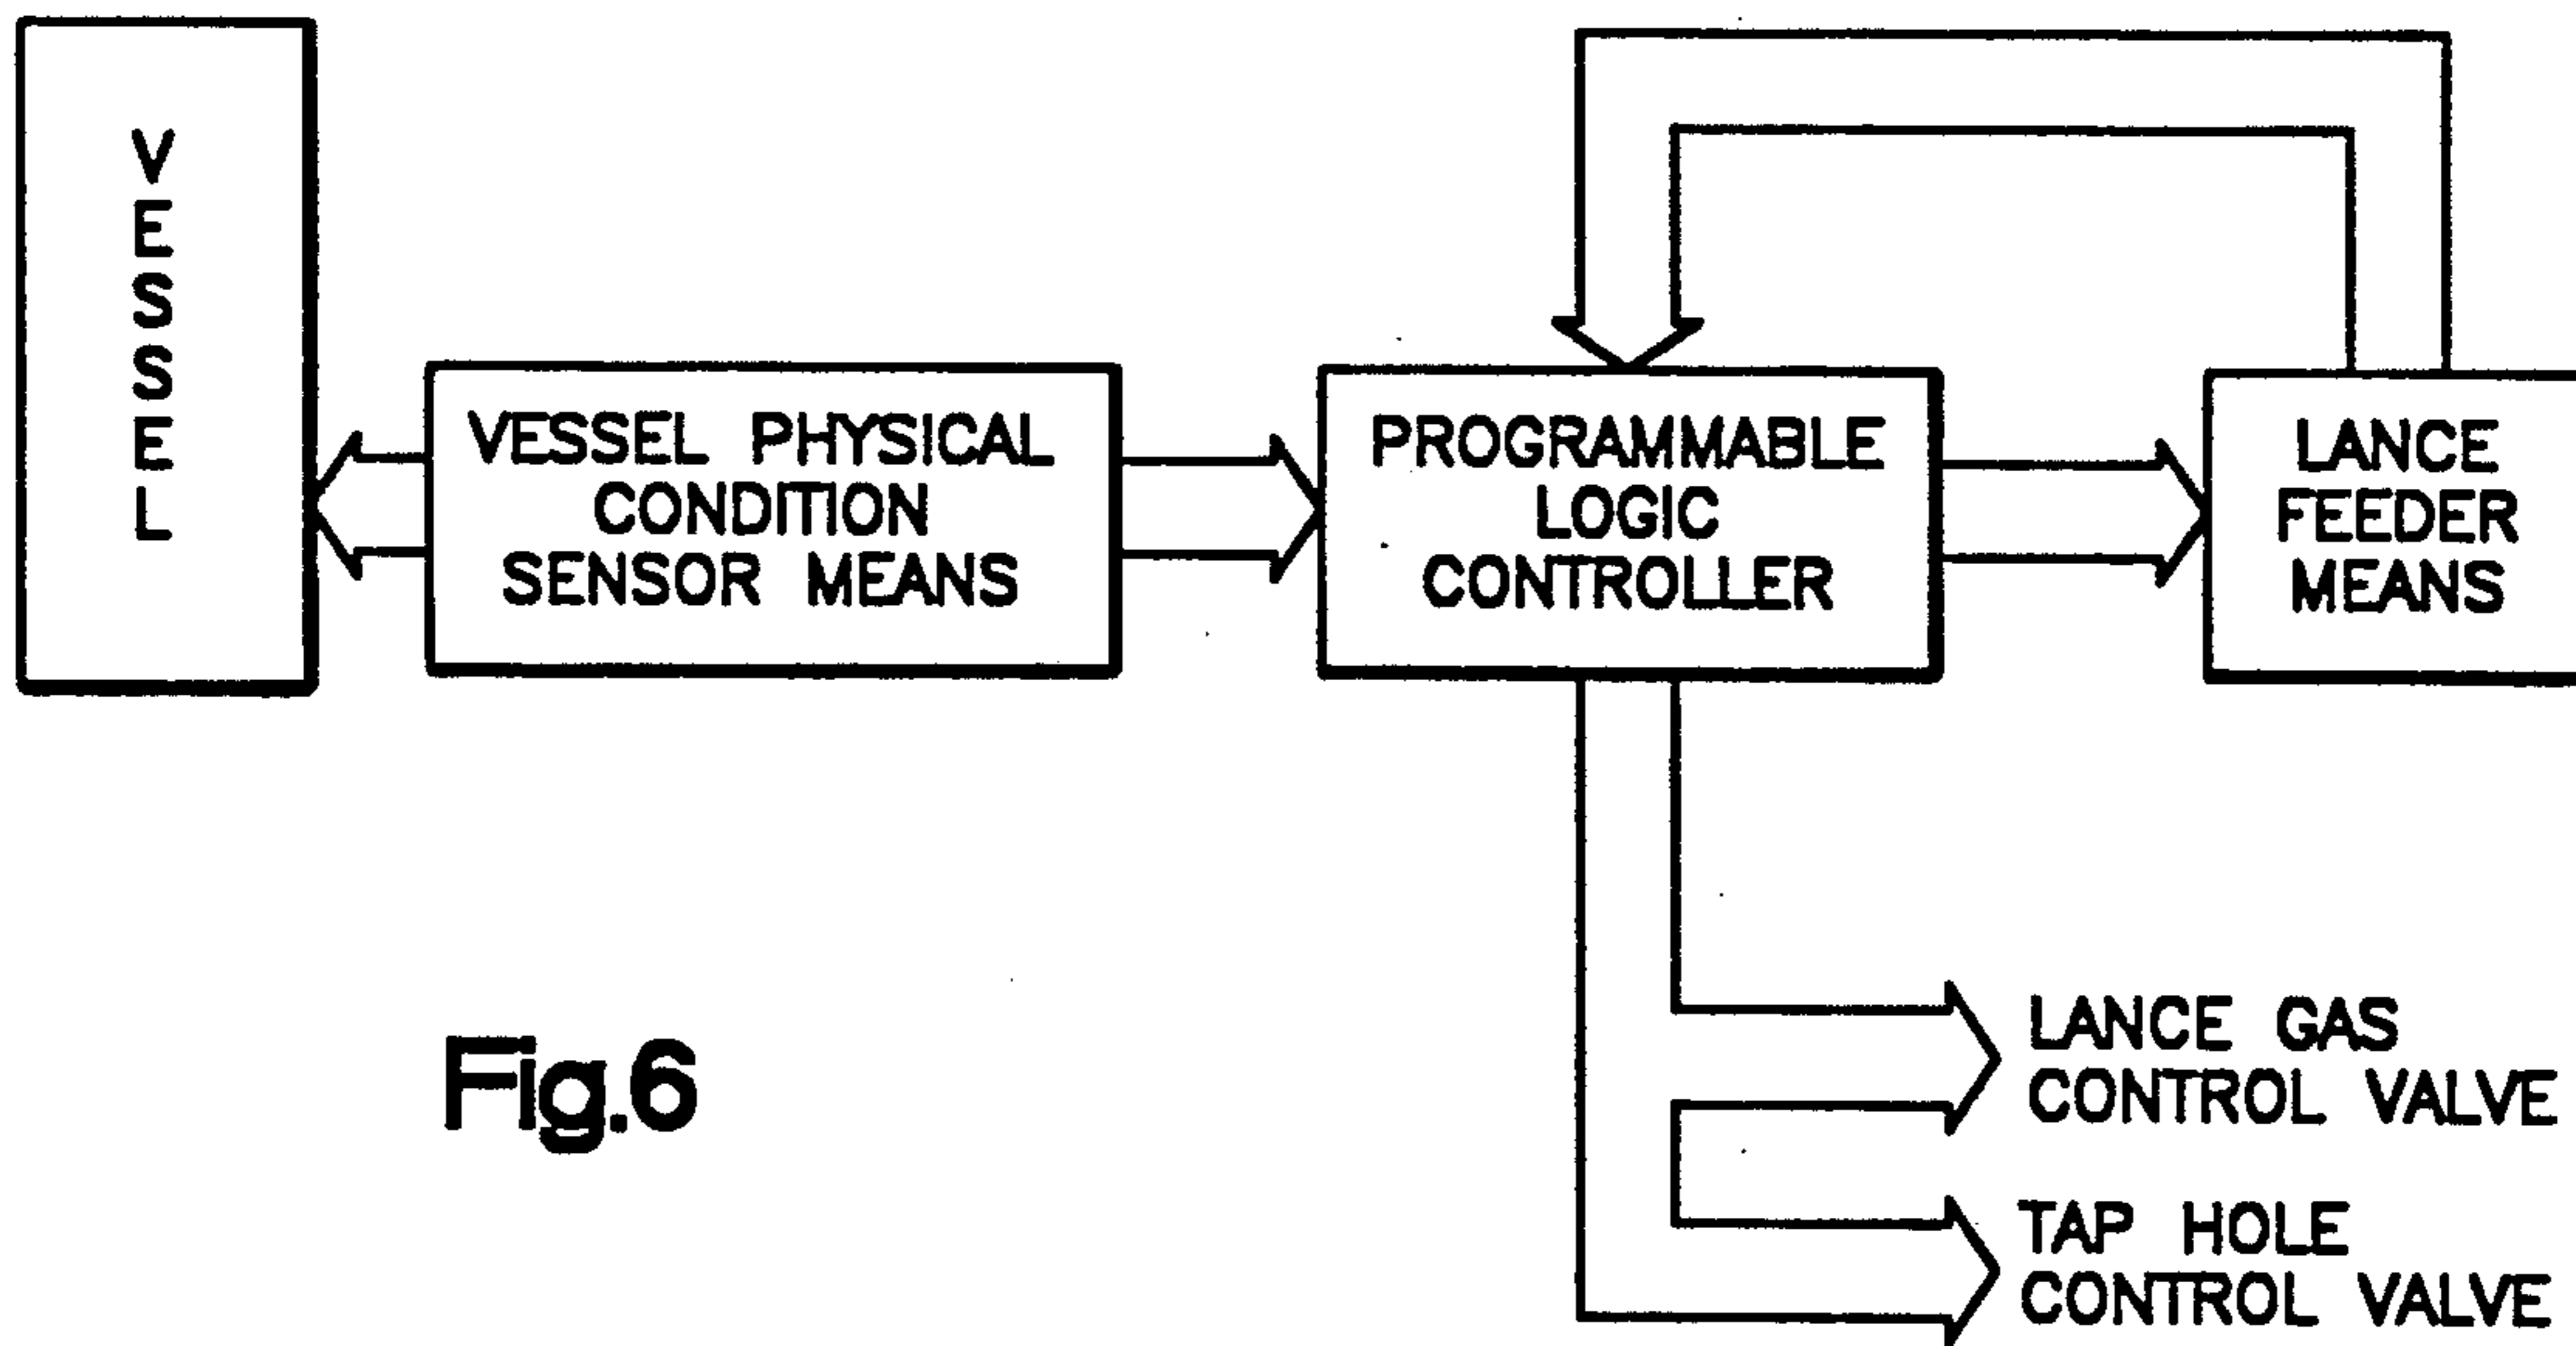 VESSEL
VESSEL PHYSICAL
CONDITION
SENSOR MEANS
PROGRAMMABLE
LOGIC
CONTROLLER
LANCE
FEEDER
MEANS
LANCE GAS
CONTROL VALVE
TAP HOLE
CONTROL VALVE
Fig.6